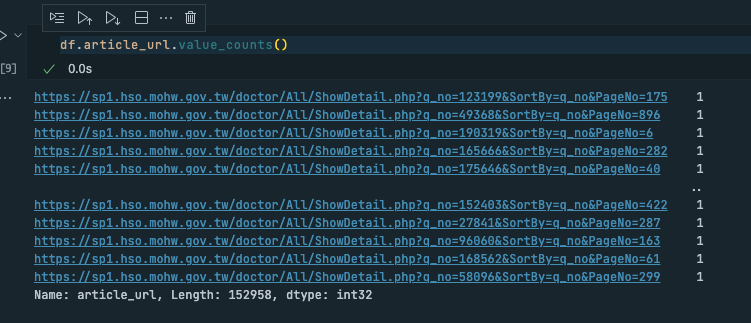 df.article_url.value_counts()
[9]
0.0s
...
https://sp1.hso.mohw.gov.tw/doctor/All/ShowDetail.php?q_no=123199&SortBy=q_no&PageNo=175 1
https://sp1.hso.mohw.gov.tw/doctor/All/ShowDetail.php?q_no=49368&SortBy=q_no&PageNo=896 1
https://sp1.hso.mohw.gov.tw/doctor/All/ShowDetail.php?q_no=190319&SortBy=q_no&PageNo=6 1
https://sp1.hso.mohw.gov.tw/doctor/All/ShowDetail.php?q_no=165666&SortBy=q_no&PageNo=282 1
https://sp1.hso.mohw.gov.tw/doctor/All/ShowDetail.php?q_no=175646&SortBy=q_no&PageNo=40 1
..
https://sp1.hso.mohw.gov.tw/doctor/All/ShowDetail.php?q_no=152403&SortBy=q_no&PageNo=422 1
https://sp1.hso.mohw.gov.tw/doctor/All/ShowDetail.php?q_no=27841&SortBy=q_no&PageNo=287 1
https://sp1.hso.mohw.gov.tw/doctor/All/ShowDetail.php?q_no=96060&SortBy=q_no&PageNo=163 1
https://sp1.hso.mohw.gov.tw/doctor/All/ShowDetail.php?q_no=168562&SortBy=q_no&PageNo=61 1
https://sp1.hso.mohw.gov.tw/doctor/All/ShowDetail.php?q_no=58096&SortBy=q_no&PageNo=299 1
Name: article_url, Length: 152958, dtype: int32